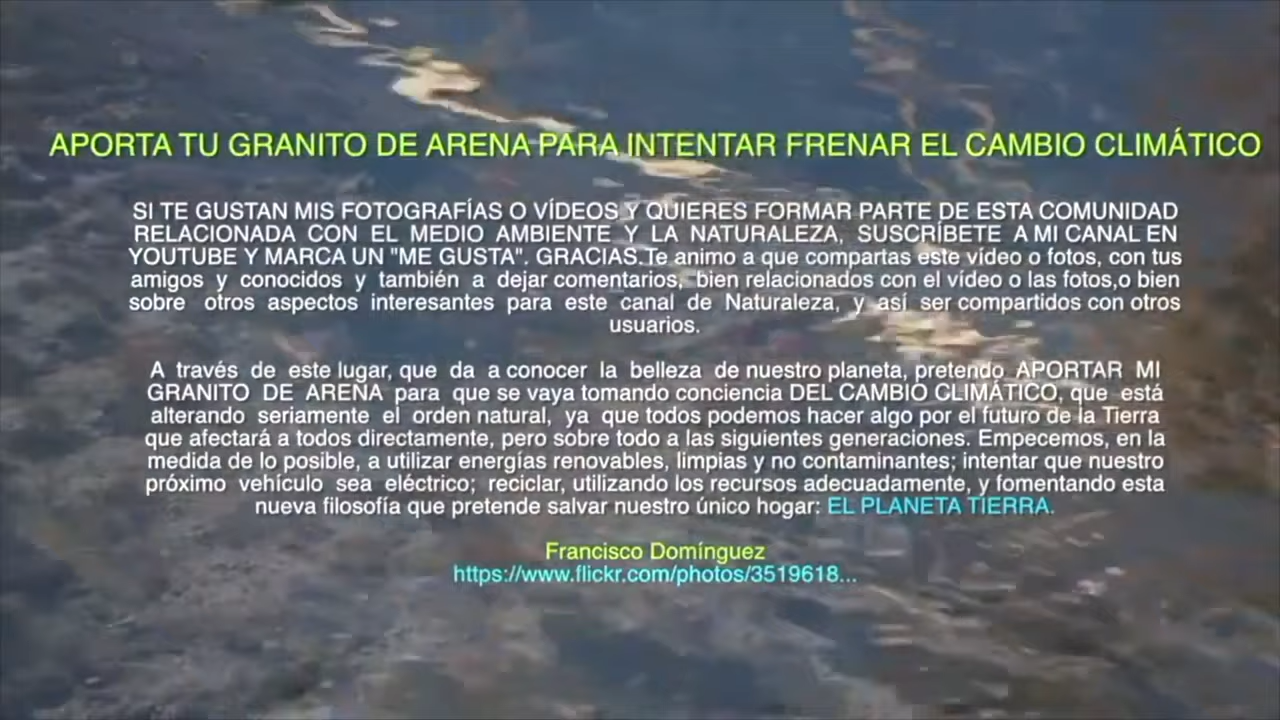 APORTA TU GRANITO DE ARENA PARA INTENTAR FRENAR EL CAMBIO CLIMÁTICO
SI TE GUSTAN MIS FOTOGRAFÍAS O VÍDEOS Y QUIERES FORMAR PARTE DE ESTA COMUNIDAD
RELACIONADA CON EL MEDIO AMBIENTE Y LA NATURALEZA, SUSCRÍBETE A MI CANAL EN
YOUTUBE Y MARCA UN "ME GUSTA". GRACIAS.Te animo a que compartas este vídeo o fotos, con tus
amigos y conocidos y también a dejar comentarios, bien relacionados con el vídeo o las fotos,o bien
sobre otros aspectos interesantes para este canal de Naturaleza, y así ser compartidos con otros
usuarios.
A través de este lugar, que da a conocer la belleza de nuestro planeta, pretendo APORTAR MI
GRANITO DE ARENA para que se vaya tomando conciencia DEL CAMBIO CLIMÁTICO, que está
alterando seriamente el orden natural, ya que todos podemos hacer algo por el futuro de la Tierra
que afectará a todos directamente, pero sobre todo a las siguientes generaciones. Empecemos, en la
medida de lo posible, a utilizar energías renovables, limpias y no contaminantes; intentar que nuestro
próximo vehículo sea eléctrico; reciclar, utilizando los recursos adecuadamente, y fomentando esta
nueva filosofía que pretende salvar nuestro único hogar: EL PLANETA TIERRA.
Francisco Domínguez
https://www.flickr.com/photos/3519618...